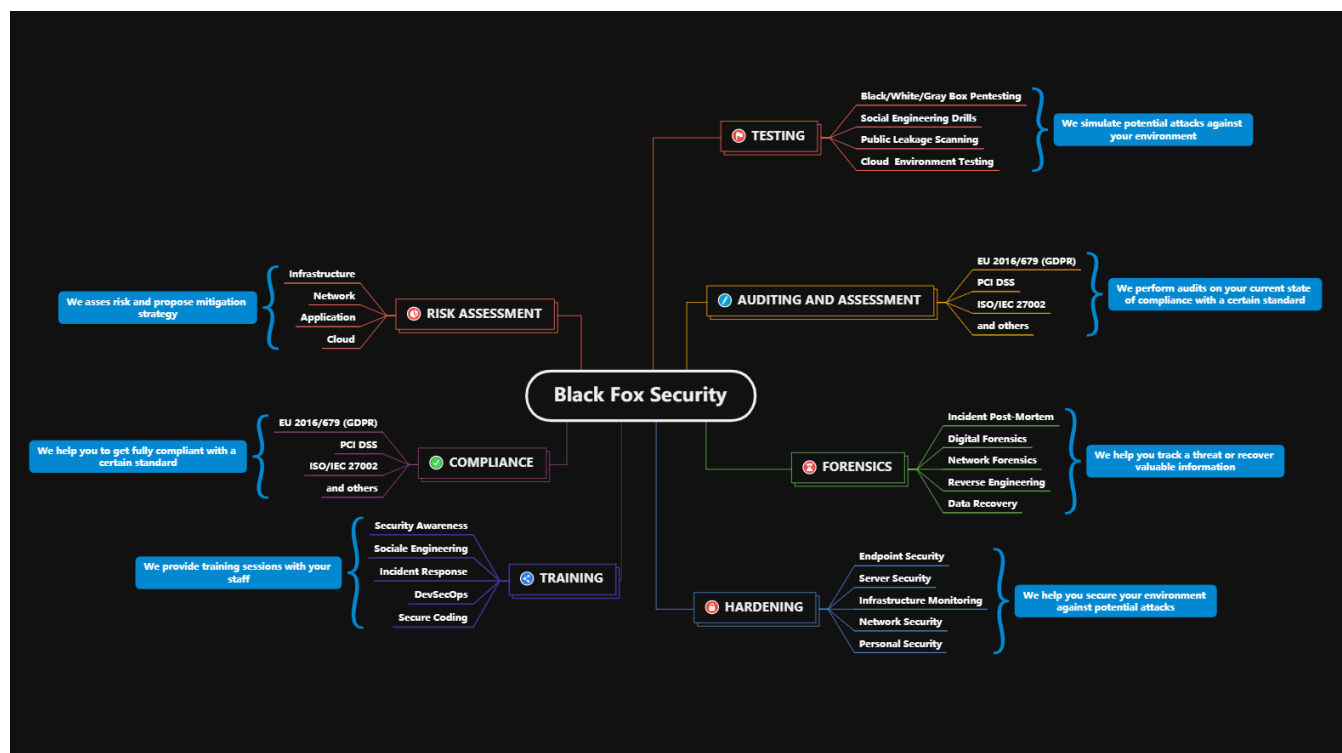 Black Fox Security
TESTING
Black/White/Gray Box Pentesting
Social Engineering Drills
Public Leakage Scanning
Cloud Environment Testing
We simulate potential attacks against
your environment
AUDITING AND ASSESSMENT
EU 2016/679 (GDPR)
PCI DSS
ISO/IEC 27002
and others
We perform audits on your current state
of compliance with a certain standard
FORENSICS
Incident Post-Mortem
Digital Forensics
Network Forensics
Reverse Engineering
Data Recovery
We help you track a threat or recover
valuable information
HARDENING
Endpoint Security
Server Security
Infrastructure Monitoring
Network Security
Personal Security
We help you secure your environment
against potential attacks
RISK ASSESSMENT
Infrastructure
Network
Application
Cloud
We asses risk and propose mitigation
strategy
COMPLIANCE
EU 2016/679 (GDPR)
PCI DSS
ISO/IEC 27002
and others
We help you to get fully compliant with a
certain standard
TRAINING
Security Awareness
Sociale Engineering
Incident Response
DevSecOps
Secure Coding
We provide training sessions with your
staff